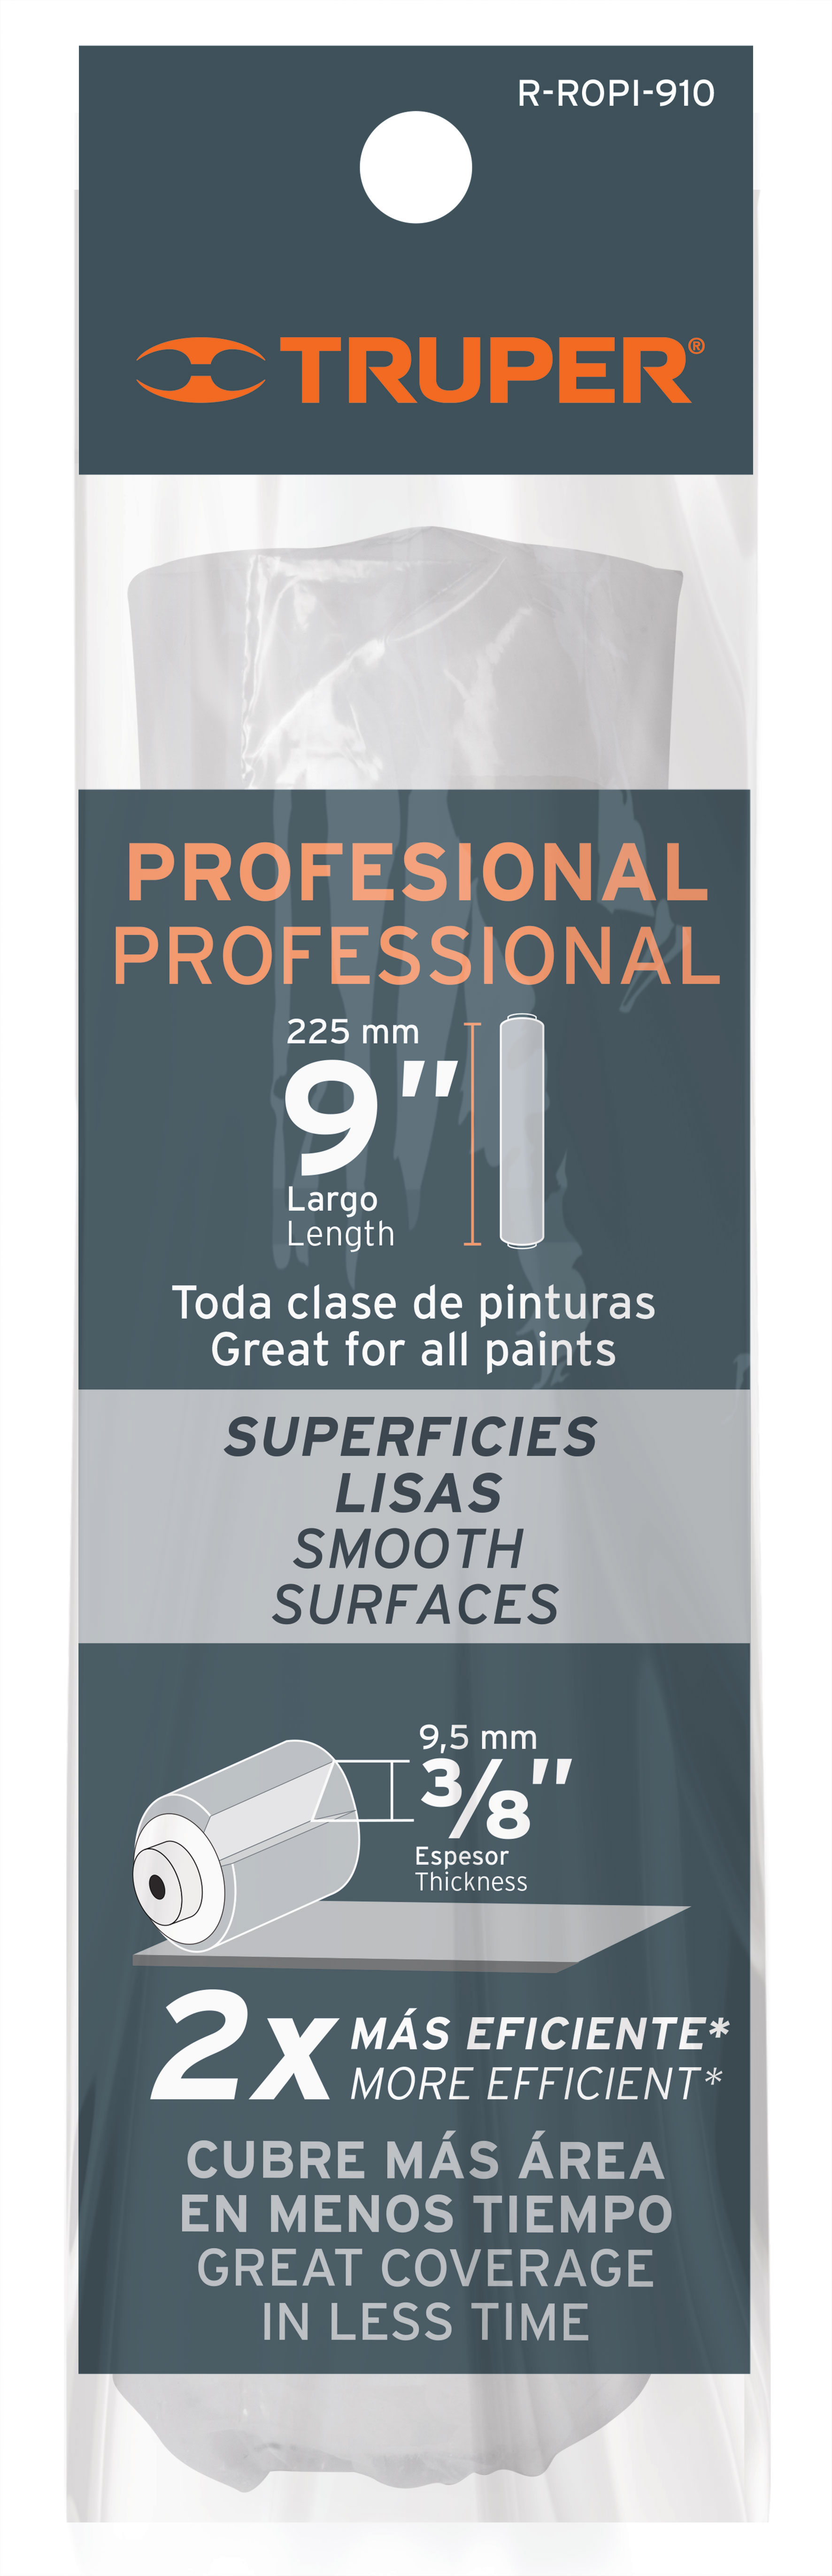 R-ROPI-910
TRUPER®
PROFESIONAL
PROFESSIONAL
225 mm
9"
Largo
Length
Toda clase de pinturas
Great for all paints
SUPERFICIES
LISAS
SMOOTH
SURFACES
9,5 mm
3/8"
Espesor
Thickness
2x MÁS EFICIENTE*
MORE EFFICIENT*
CUBRE MÁS ÁREA
EN MENOS TIEMPO
GREAT COVERAGE
IN LESS TIME